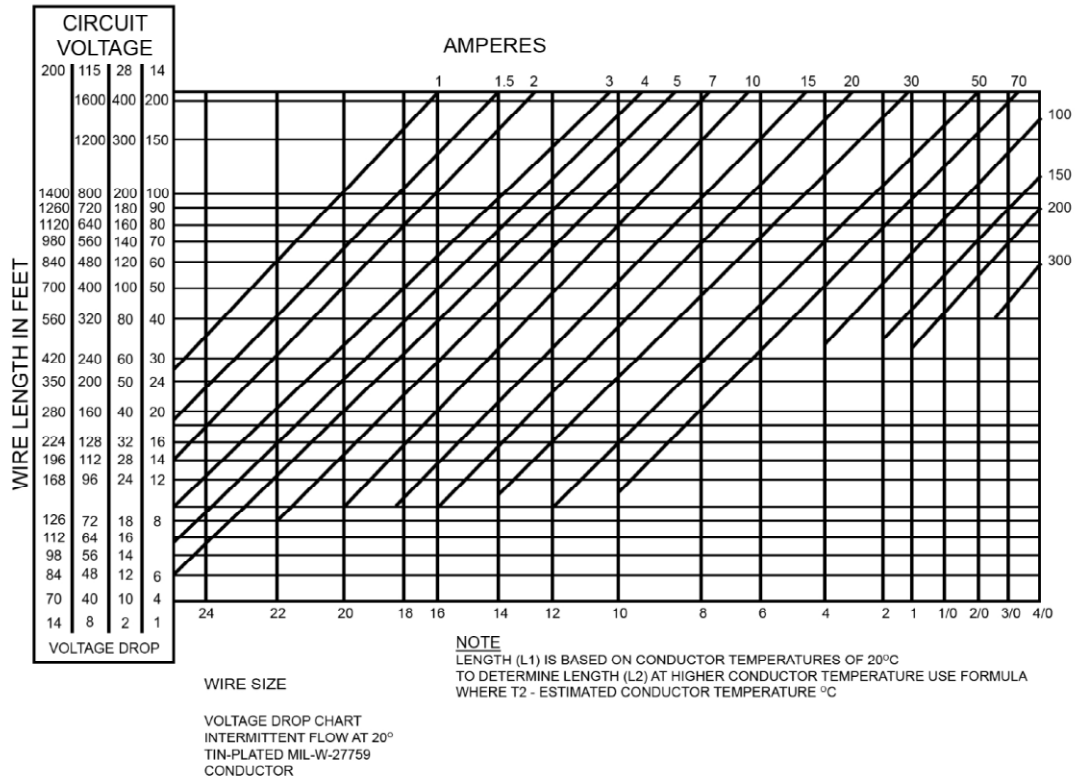 CIRCUIT
VOLTAGE
AMPERES
200 115 28 14
1 1.5 2 3 4 5 7 10 15 20 30 50 70
1600 400 200
100
1200 300 150
150
1400 800 200 100
1260 720 180 90
200
1120 640 160 80
980 560 140 70
840 480 120 60
300
700 400 100 50
560 320 80 40
420 240 60 30
350 200 50 24
280 160 40 20
224 128 32 16
196 112 28 14
168 96 24 12
126 72 18 8
112 64 16
98 56 14
84 48 12 6
70 40 10 4
14 8 2 1
WIRE LENGTH IN FEET
24 22 20 18 16 14 12 10 8 6 4 2 1 1/0 2/0 3/0 4/0
VOLTAGE DROP
NOTE
LENGTH (L1) IS BASED ON CONDUCTOR TEMPERATURES OF 20°C
TO DETERMINE LENGTH (L2) AT HIGHER CONDUCTOR TEMPERATURE USE FORMULA
WHERE T2 - ESTIMATED CONDUCTOR TEMPERATURE °C
WIRE SIZE
VOLTAGE DROP CHART
INTERMITTENT FLOW AT 20°
TIN-PLATED MIL-W-27759
CONDUCTOR